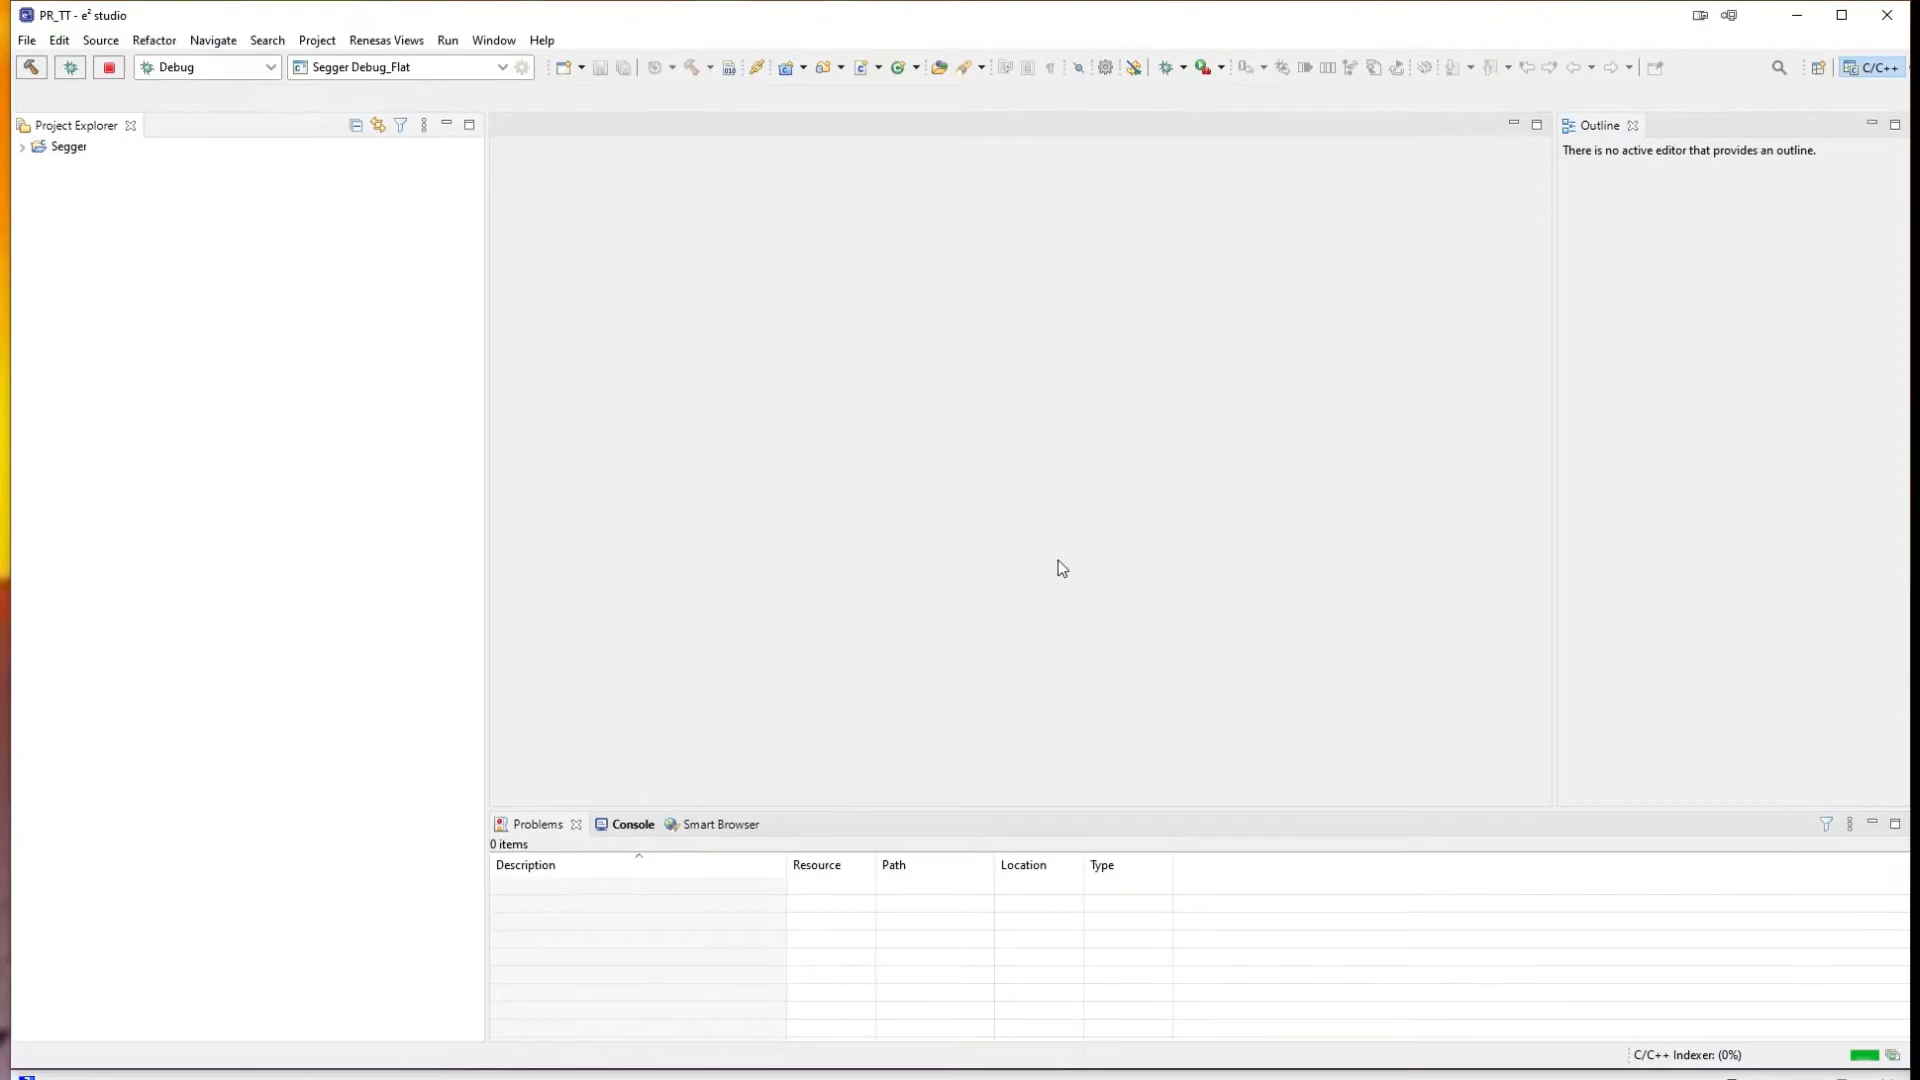 PR_TT - e² studio
File Edit Source Refactor Navigate Search Project Renesas Views Run Window Help
Debug Segger Debug_Flat C/C++
Project Explorer
Segger
Outline
There is no active editor that provides an outline.
Problems Console Smart Browser
0 items
Description Resource Path Location Type
C/C++ Indexer: (0%)